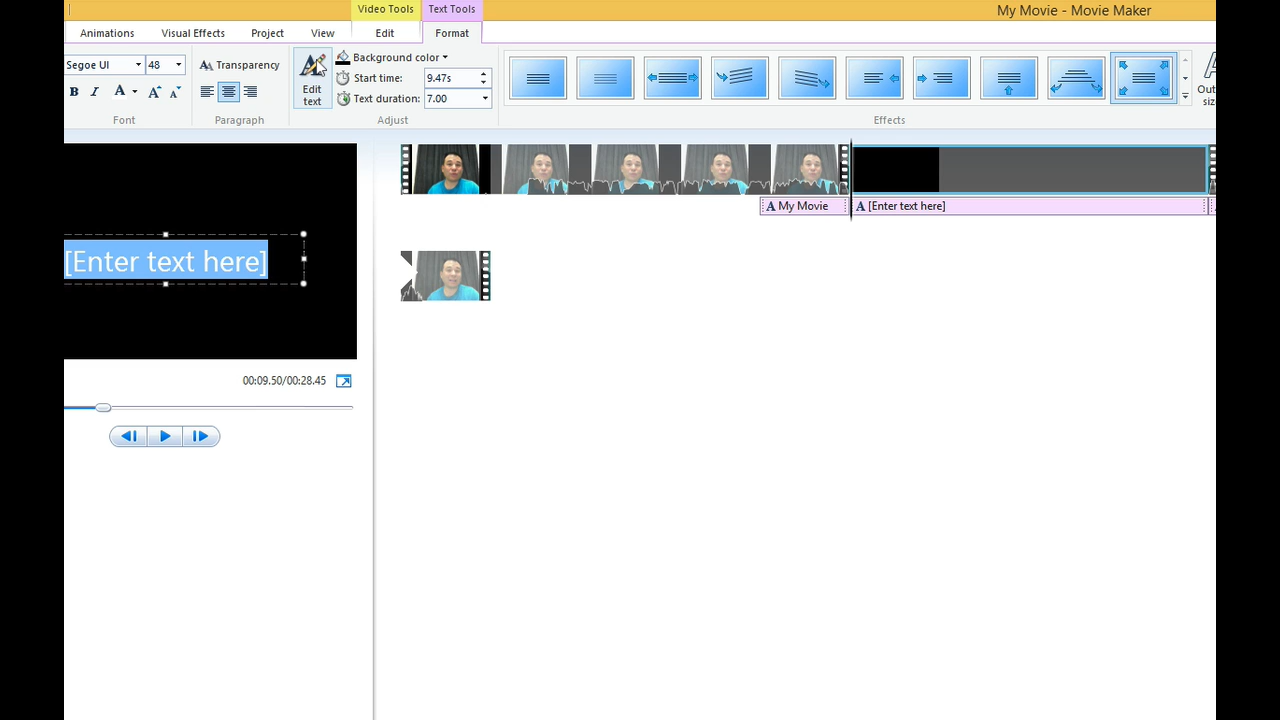 Video Tools
Text Tools
My Movie - Movie Maker
Animations
Visual Effects
Project
View
Edit
Format
Segoe UI
48
Transparency
A
Edit text
Background color
Start time:
9.47s
Text duration:
7.00
Font
Paragraph
Adjust
Effects
My Movie
[Enter text here]
[Enter text here]
00:09.50/00:28.45